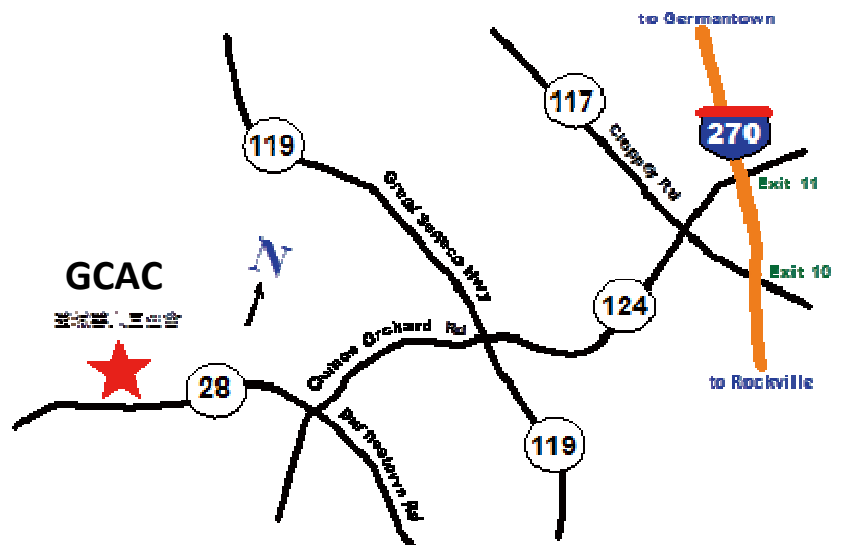 to Germantown
117
270
119
Clopper Rd
Exit 11
Great Seneca Hwy
N
GCAC
Exit 10
124
Quince Orchard Rd
to Rockville
28
Darnestown Rd
119